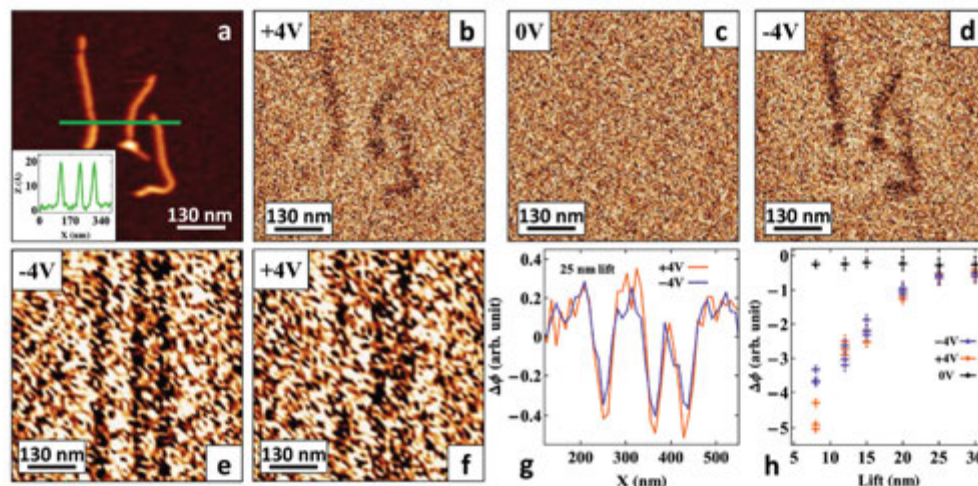 a
20
10
0
Z (Å)
0 170 340
X (nm)
130 nm
+4V
b
130 nm
0V
c
130 nm
-4V
d
130 nm
-4V
130 nm
e
+4V
130 nm
f
0.4
0.2
0
−0.2
−0.4
Δϕ (arb. unit)
25 nm lift
+4V
−4V
200 300 400 500
X (nm)
g
0
−1
−2
−3
−4
−5
Δϕ (arb. unit)
−4V
+4V
0V
5 10 15 20 25 30
Lift (nm)
h